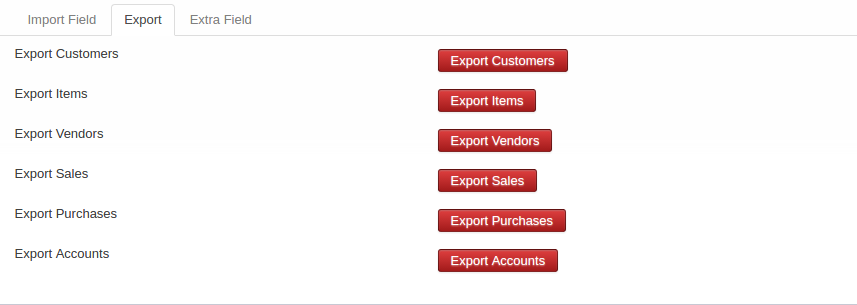 Import Field Export Extra Field
Export Customers Export Customers
Export Items Export Items
Export Vendors Export Vendors
Export Sales Export Sales
Export Purchases Export Purchases
Export Accounts Export Accounts